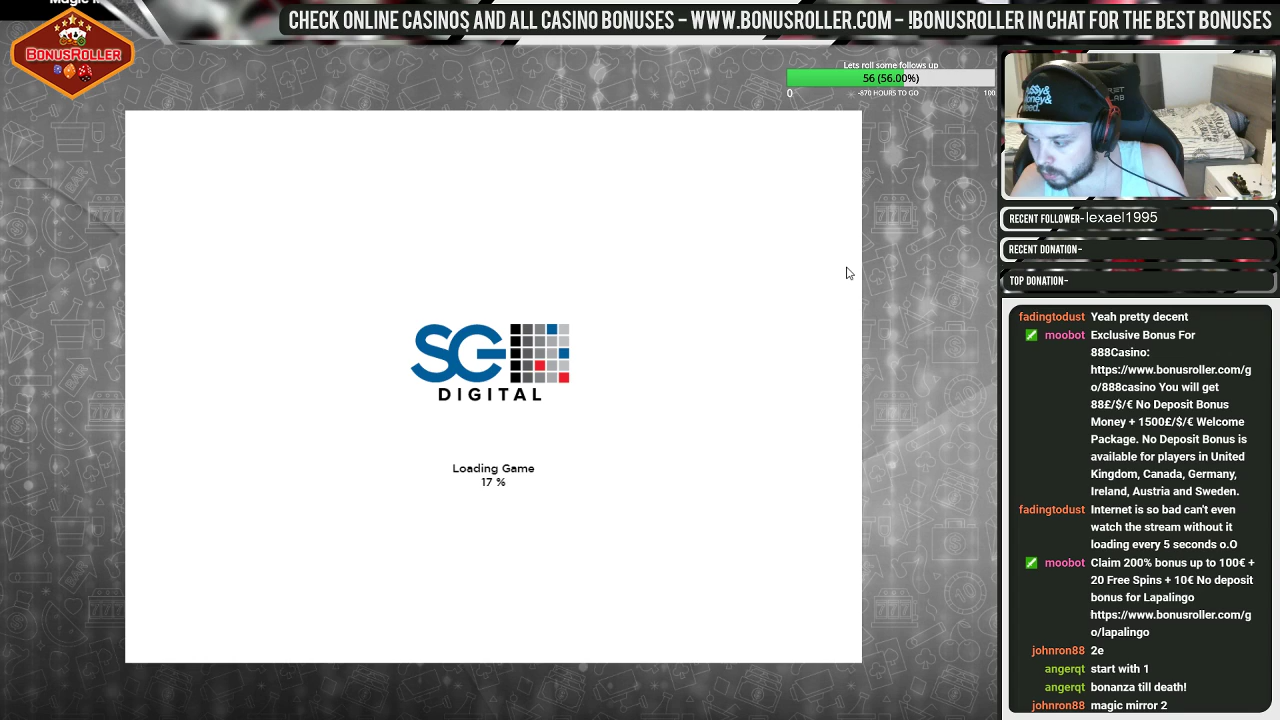 CHECK ONLINE CASINOS AND ALL CASINO BONUSES - WWW.BONUSROLLER.COM - !BONUSROLLER IN CHAT FOR THE BEST BONUSES
BONUSROLLER
Lets roll some follows up
56 (56.00%)
0
-870 HOURS TO GO
100
SG
DIGITAL
Loading Game
17 %
RECENT FOLLOWER-lexael1995
RECENT DONATION-
TOP DONATION-
fadingtodust Yeah pretty decent
moobot Exclusive Bonus For
888Casino:
https://www.bonusroller.com/g
o/888casino You will get
88£/$/€ No Deposit Bonus
Money + 1500£/$/€ Welcome
Package. No Deposit Bonus is
available for players in United
Kingdom, Canada, Germany,
Ireland, Austria and Sweden.
fadingtodust Internet is so bad can't even
watch the stream without it
loading every 5 seconds o.O
moobot Claim 200% bonus up to 100€ +
20 Free Spins + 10€ No deposit
bonus for Lapalingo
https://www.bonusroller.com/g
o/lapalingo
johnron88 2e
angerqt start with 1
angerqt bonanza till death!
johnron88 magic mirror 2